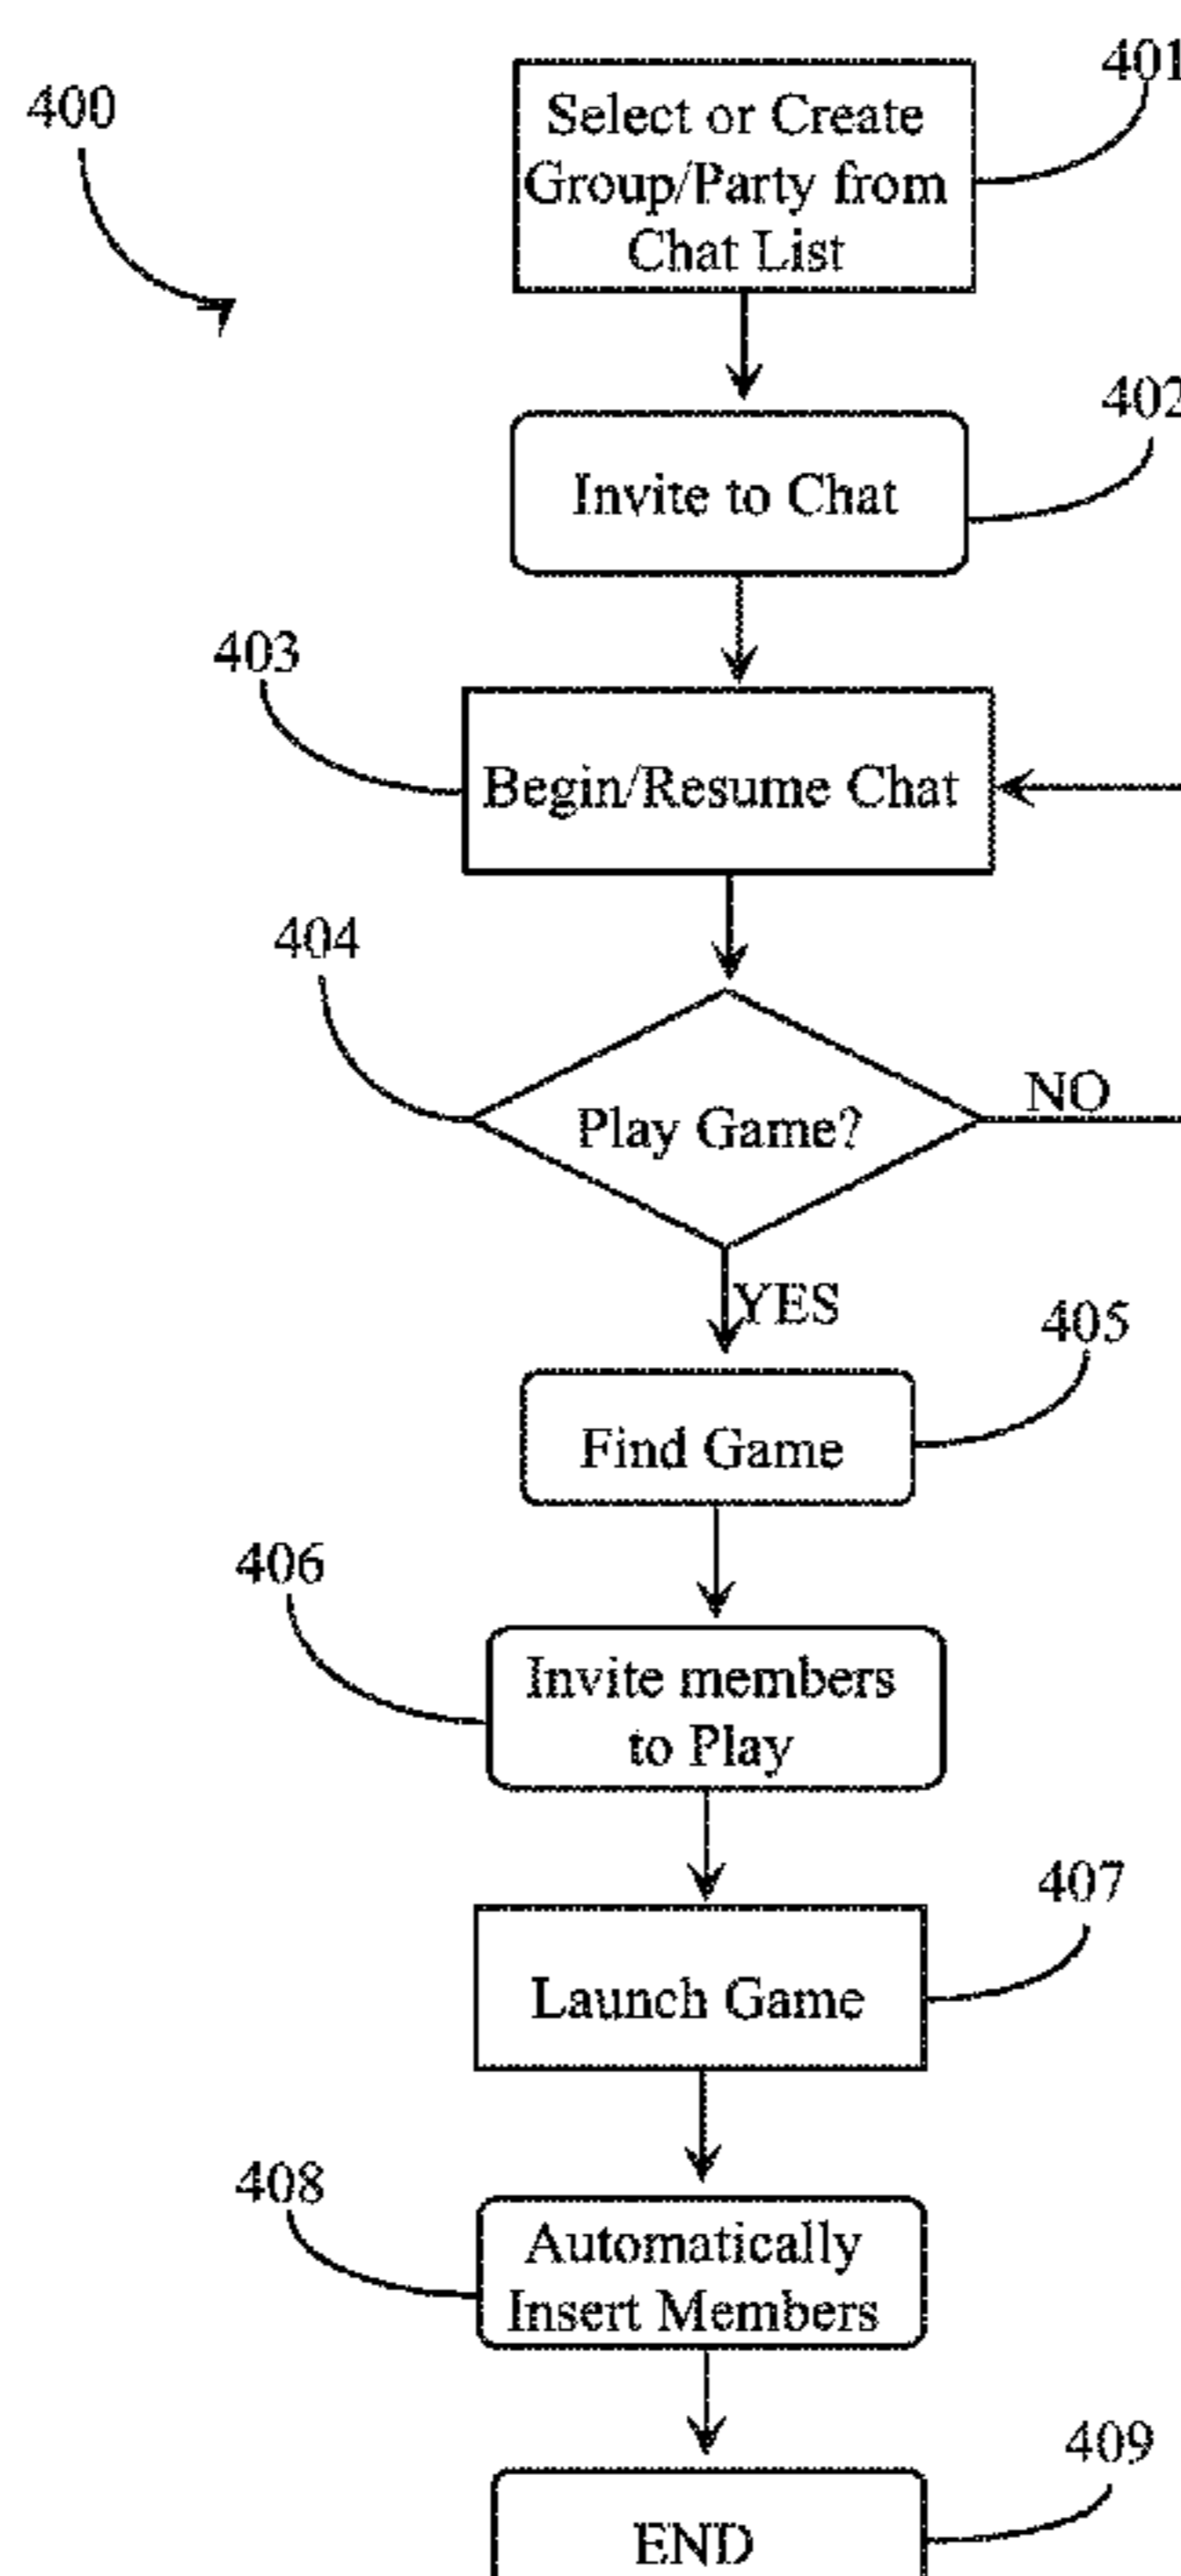 400
401
Select or Create
Group/Party from
Chat List
402
Invite to Chat
403
Begin/Resume Chat
404
Play Game?
NO
YES
405
Find Game
406
Invite members
to Play
407
Launch Game
408
Automatically
Insert Members
409
END